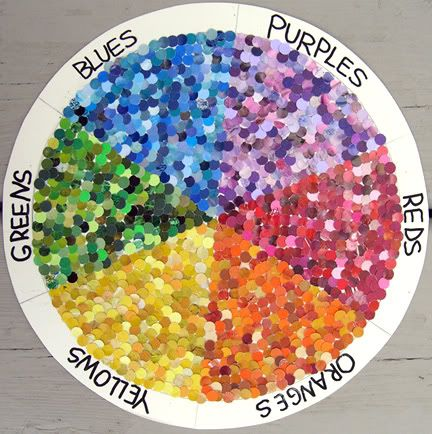 BLUES
PURPLES
REDS
ORANGES
YELLOWS
GREENS